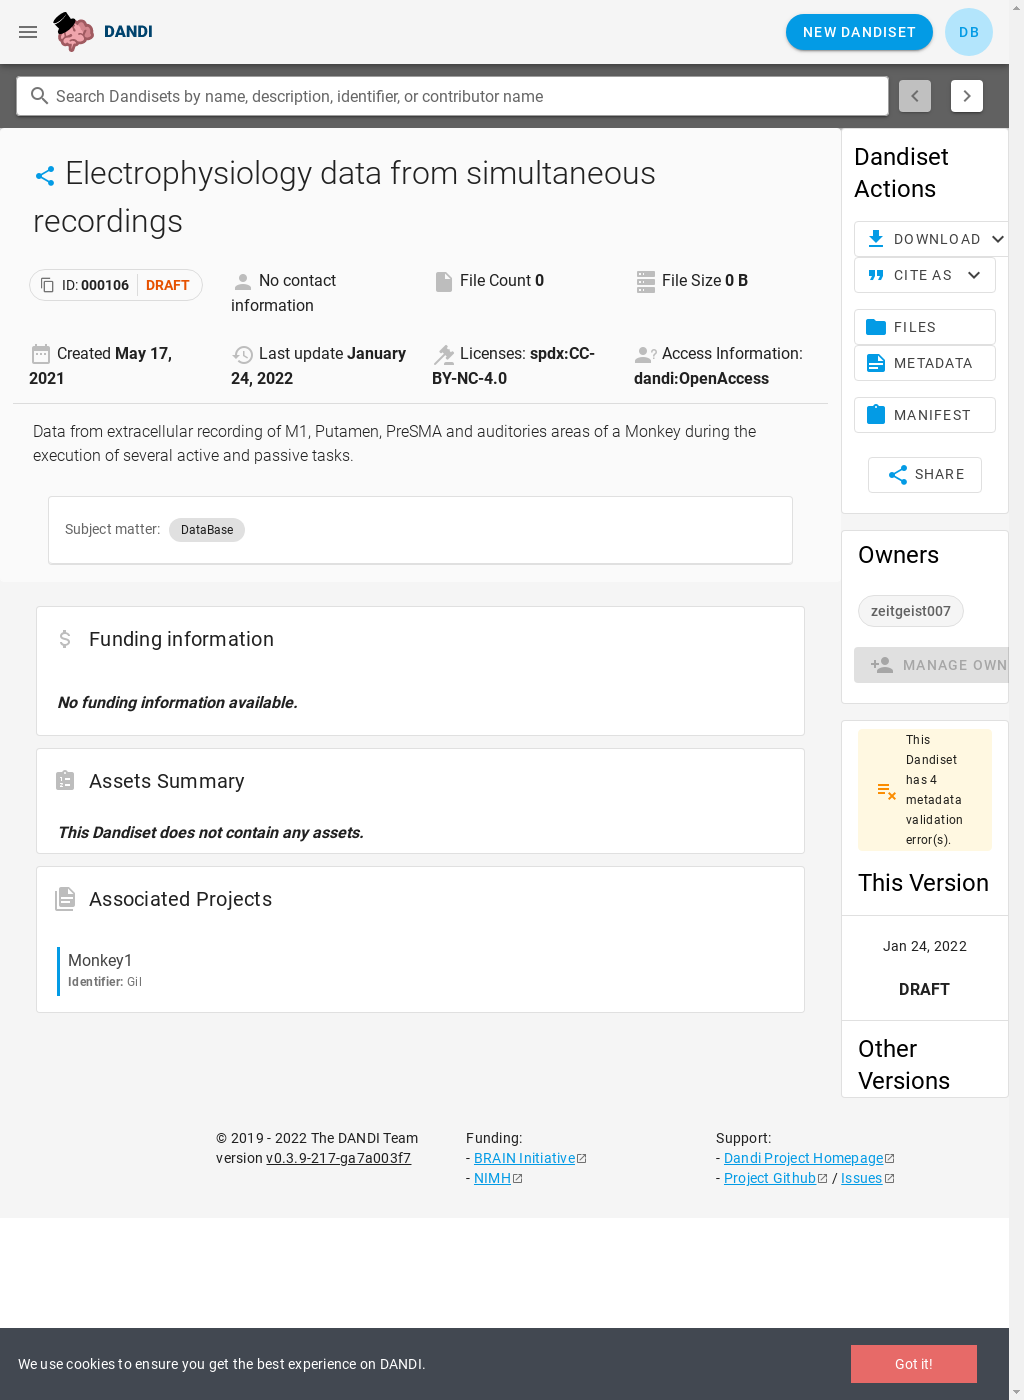 DANDI
NEW DANDISET
DB
Search Dandisets by name, description, identifier, or contributor name
Electrophysiology data from simultaneous
recordings
ID: 000106 DRAFT
No contact
information
File Count 0
File Size 0 B
Created May 17,
2021
Last update January
24, 2022
Licenses: spdx:CC-
BY-NC-4.0
Access Information:
dandi:OpenAccess
Data from extracellular recording of M1, Putamen, PreSMA and auditories areas of a Monkey during the
execution of several active and passive tasks.
Subject matter: DataBase
Funding information
No funding information available.
Assets Summary
This Dandiset does not contain any assets.
Associated Projects
Monkey1
Identifier: Gil
Dandiset
Actions
DOWNLOAD
CITE AS
FILES
METADATA
MANIFEST
SHARE
Owners
zeitgeist007
MANAGE OWN
This
Dandiset
has 4
metadata
validation
error(s).
This Version
Jan 24, 2022
DRAFT
Other
Versions
© 2019 - 2022 The DANDI Team
version v0.3.9-217-ga7a003f7
Funding:
- BRAIN Initiative
- NIMH
Support:
- Dandi Project Homepage
- Project Github / Issues
We use cookies to ensure you get the best experience on DANDI.
Got it!